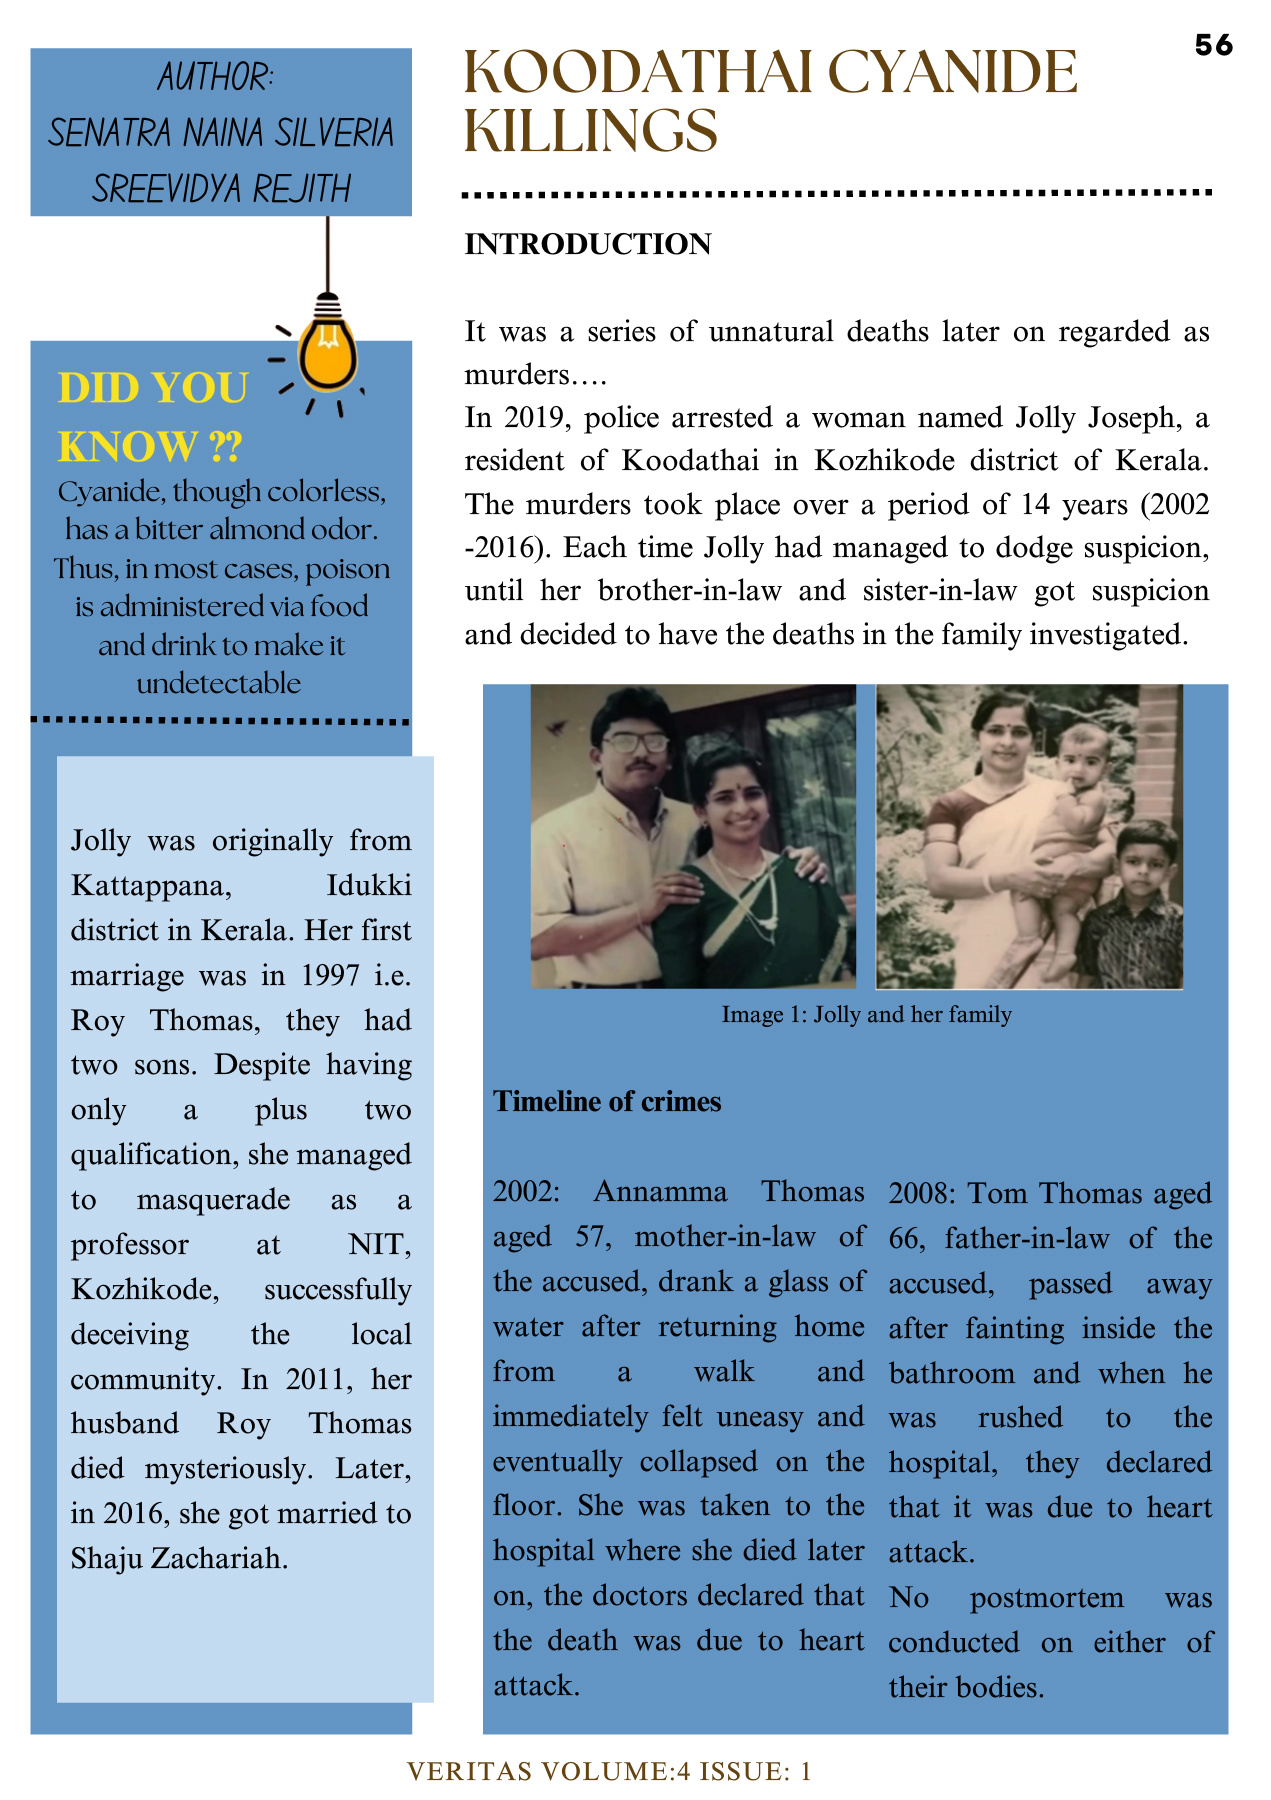 56
AUTHOR:
SENATRA NAINA SILVERIA
SREEVIDYA REJITH
KOODATHAI CYANIDE
KILLINGS
INTRODUCTION
It was a series of unnatural deaths later on regarded as
murders….
In 2019, police arrested a woman named Jolly Joseph, a
resident of Koodathai in Kozhikode district of Kerala.
The murders took place over a period of 14 years (2002
-2016). Each time Jolly had managed to dodge suspicion,
until her brother-in-law and sister-in-law got suspicion
and decided to have the deaths in the family investigated.
DID YOU
KNOW ??
Cyanide, though colorless,
has a bitter almond odor.
Thus, in most cases, poison
is administered via food
and drink to make it
undetectable
Jolly was originally from
Kattappana, Idukki
district in Kerala. Her first
marriage was in 1997 i.e.
Roy Thomas, they had
two sons. Despite having
only a plus two
qualification, she managed
to masquerade as a
professor at NIT,
Kozhikode, successfully
deceiving the local
community. In 2011, her
husband Roy Thomas
died mysteriously. Later,
in 2016, she got married to
Shaju Zachariah.
Image 1: Jolly and her family
Timeline of crimes
2002: Annamma Thomas
aged 57, mother-in-law of
the accused, drank a glass of
water after returning home
from a walk and
immediately felt uneasy and
eventually collapsed on the
floor. She was taken to the
hospital where she died later
on, the doctors declared that
the death was due to heart
attack.
2008: Tom Thomas aged
66, father-in-law of the
accused, passed away
after fainting inside the
bathroom and when he
was rushed to the
hospital, they declared
that it was due to heart
attack.
No postmortem was
conducted on either of
their bodies.
VERITAS VOLUME:4 ISSUE: 1